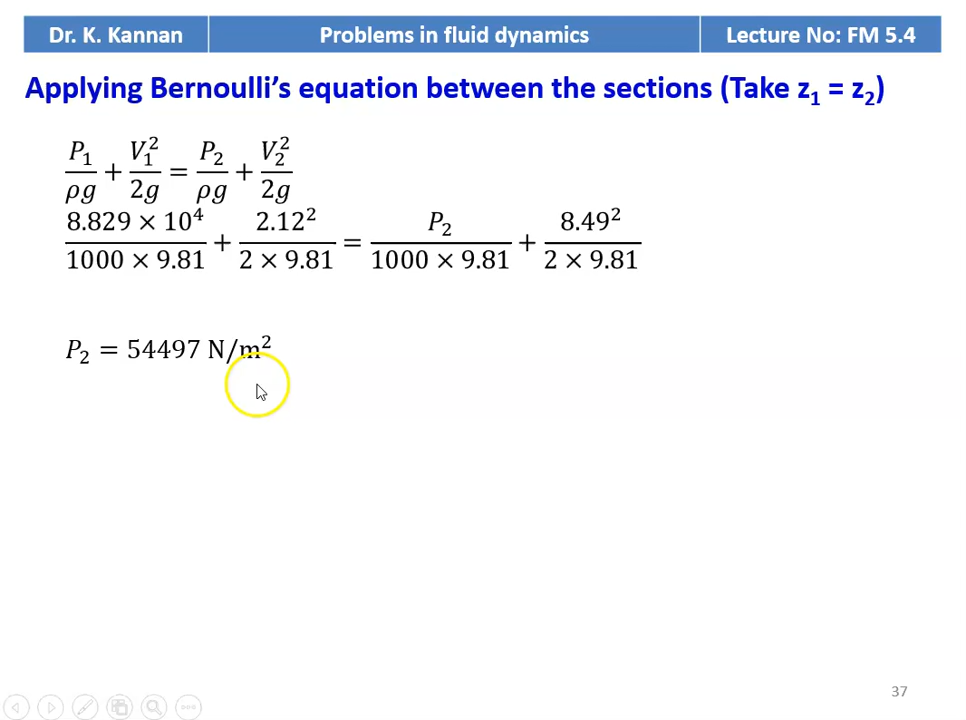 Dr. K. Kannan
Problems in fluid dynamics
Lecture No: FM 5.4
Applying Bernoulli’s equation between the sections (Take z₁ = z₂)
P₁/ρg + V₁²/2g = P₂/ρg + V₂²/2g
8.829 × 10⁴/1000 × 9.81 + 2.12²/2 × 9.81 = P₂/1000 × 9.81 + 8.49²/2 × 9.81
P₂ = 54497 N/m²
37